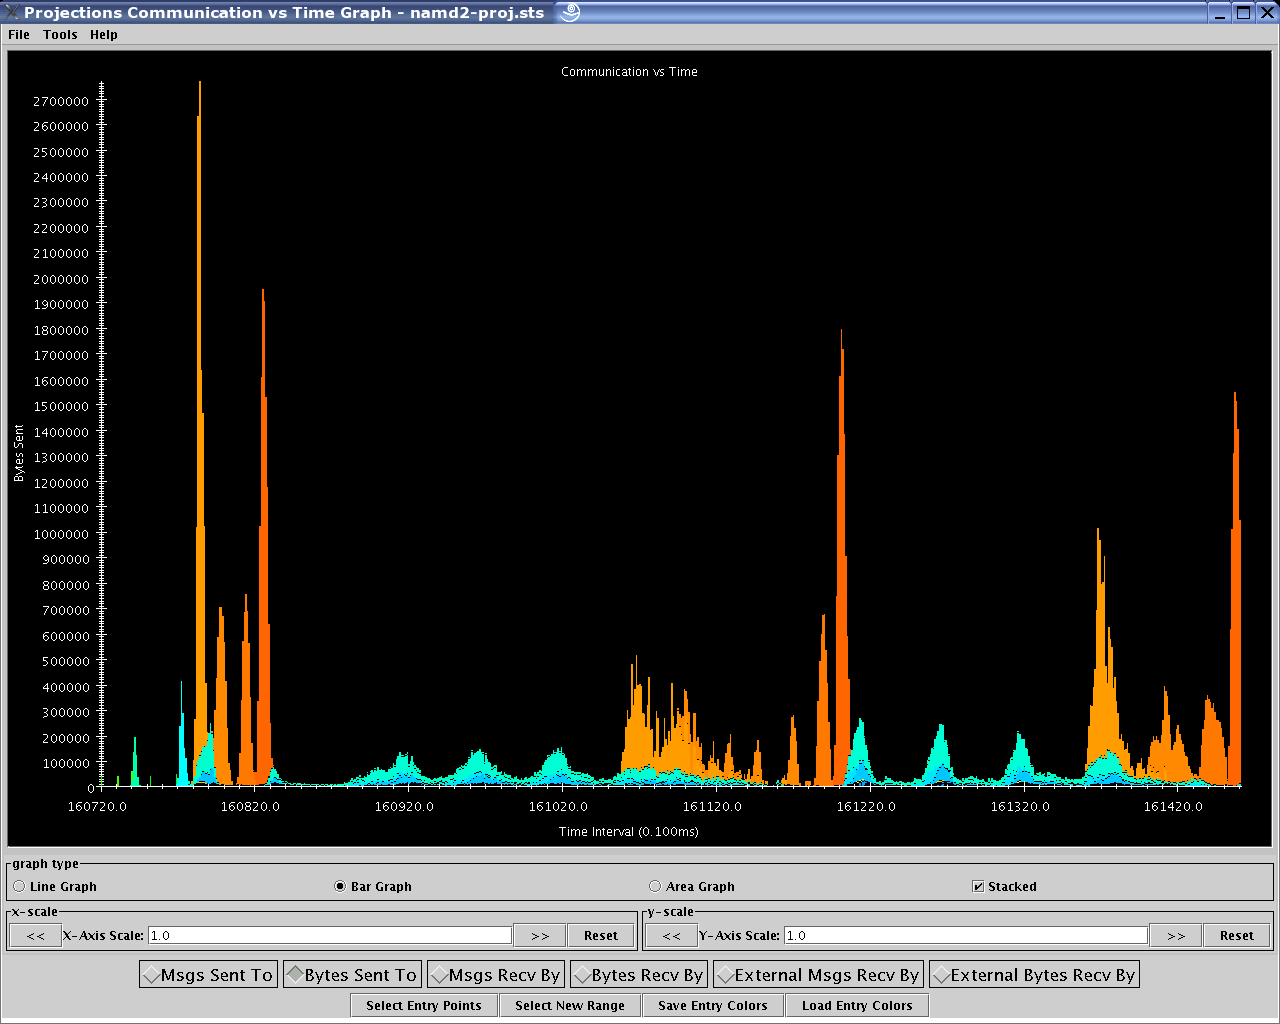 Projections Communication vs Time Graph - namd2-proj.sts
File Tools Help
Communication vs Time
2700000
2600000
2500000
2400000
2300000
2200000
2100000
2000000
1900000
1800000
1700000
1600000
1500000
1400000
1300000
1200000
1100000
1000000
900000
800000
700000
600000
500000
400000
300000
200000
100000
0
Bytes Sent
160720.0 160820.0 160920.0 161020.0 161120.0 161220.0 161320.0 161420.0
Time Interval (0.100ms)
graph type
Line Graph Bar Graph Area Graph Stacked
x-scale y-scale
<< X-Axis Scale: 1.0 >> Reset << Y-Axis Scale: 1.0 >> Reset
Msgs Sent To Bytes Sent To Msgs Recv By Bytes Recv By External Msgs Recv By External Bytes Recv By
Select Entry Points Select New Range Save Entry Colors Load Entry Colors